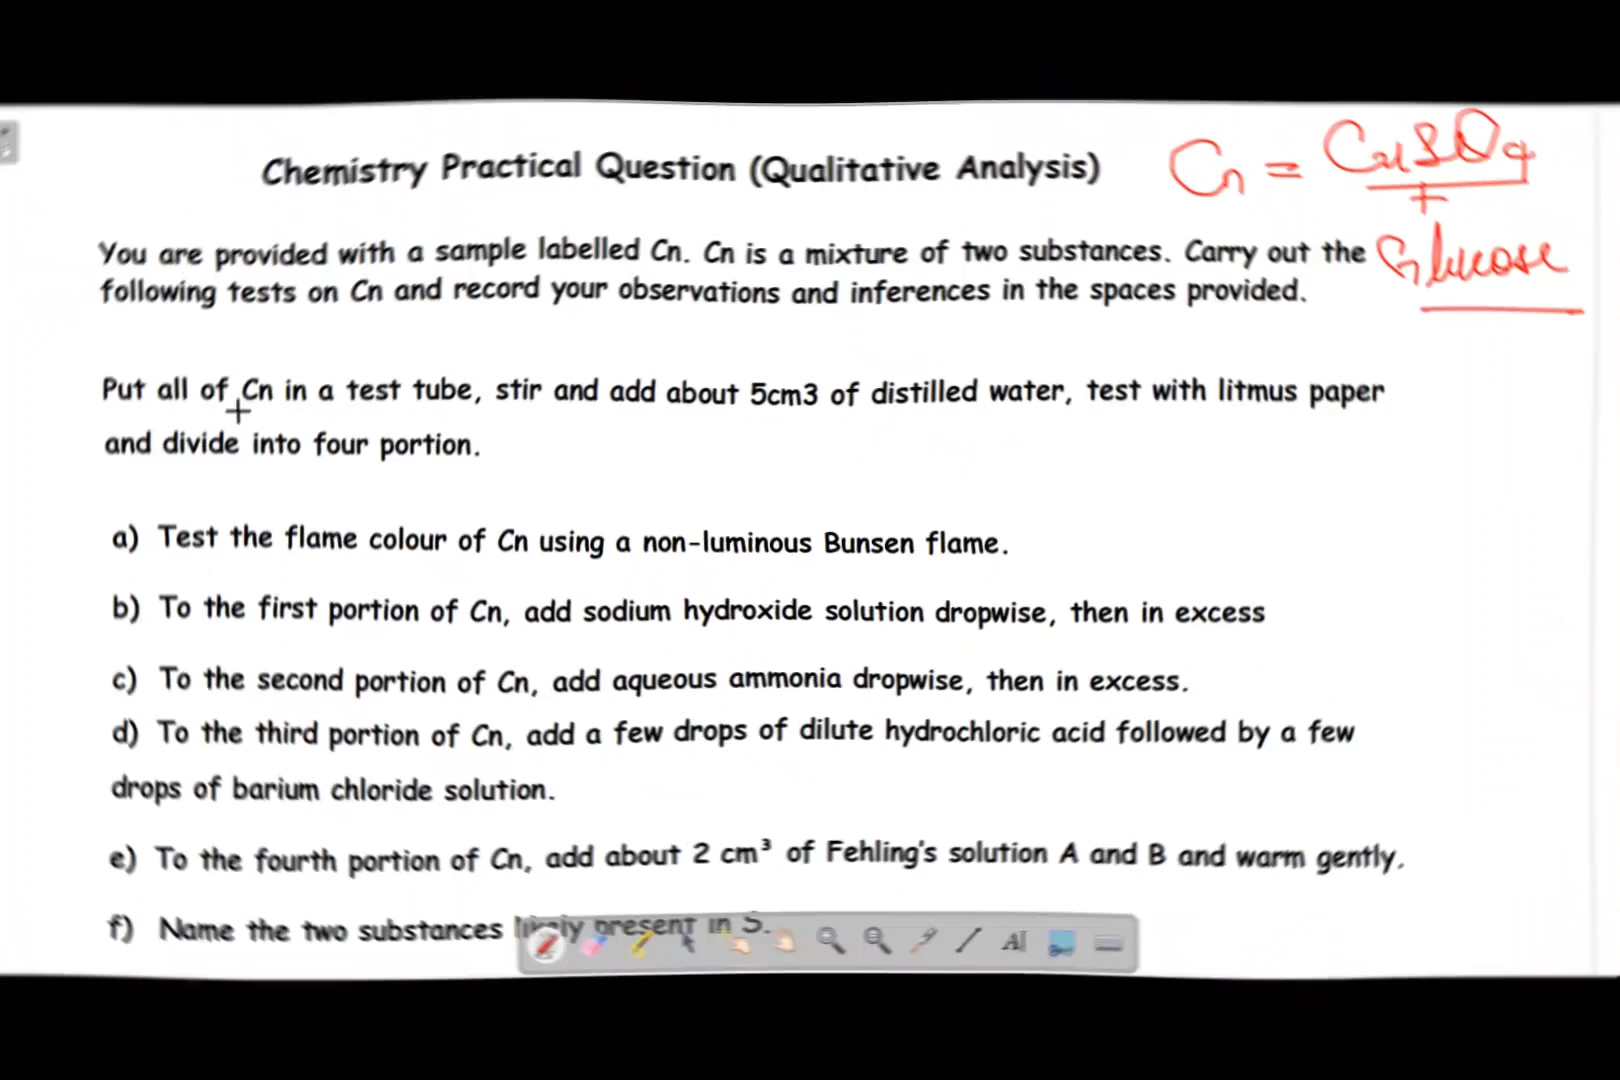 Chemistry Practical Question (Qualitative Analysis)
Cn = CuSO4
+
Glucose
You are provided with a sample labelled Cn. Cn is a mixture of two substances. Carry out the
following tests on Cn and record your observations and inferences in the spaces provided.
Put all of Cn in a test tube, stir and add about 5cm3 of distilled water, test with litmus paper
and divide into four portion.
a) Test the flame colour of Cn using a non-luminous Bunsen flame.
b) To the first portion of Cn, add sodium hydroxide solution dropwise, then in excess
c) To the second portion of Cn, add aqueous ammonia dropwise, then in excess.
d) To the third portion of Cn, add a few drops of dilute hydrochloric acid followed by a few
drops of barium chloride solution.
e) To the fourth portion of Cn, add about 2 cm³ of Fehling's solution A and B and warm gently.
f) Name the two substances likely present in S.